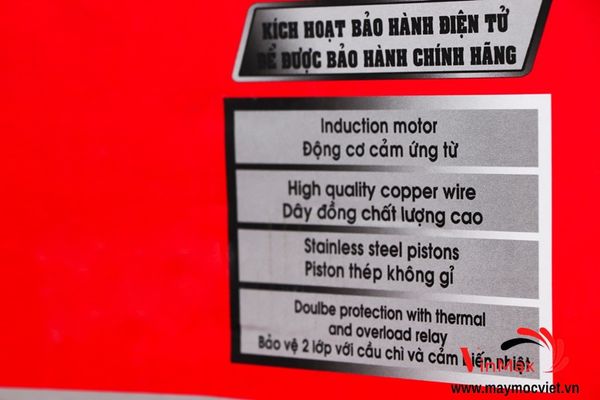 KÍCH HOẠT BẢO HÀNH ĐIỆN TỬ
ĐỂ ĐƯỢC BẢO HÀNH CHÍNH HÃNG
Induction motor
Động cơ cảm ứng từ
High quality copper wire
Dây đồng chất lượng cao
Stainless steel pistons
Piston thép không gỉ
Doulbe protection with thermal
and overload relay
Bảo vệ 2 lớp với cầu chì và cảm biến nhiệt
VinMek
www.maymocviet.vn